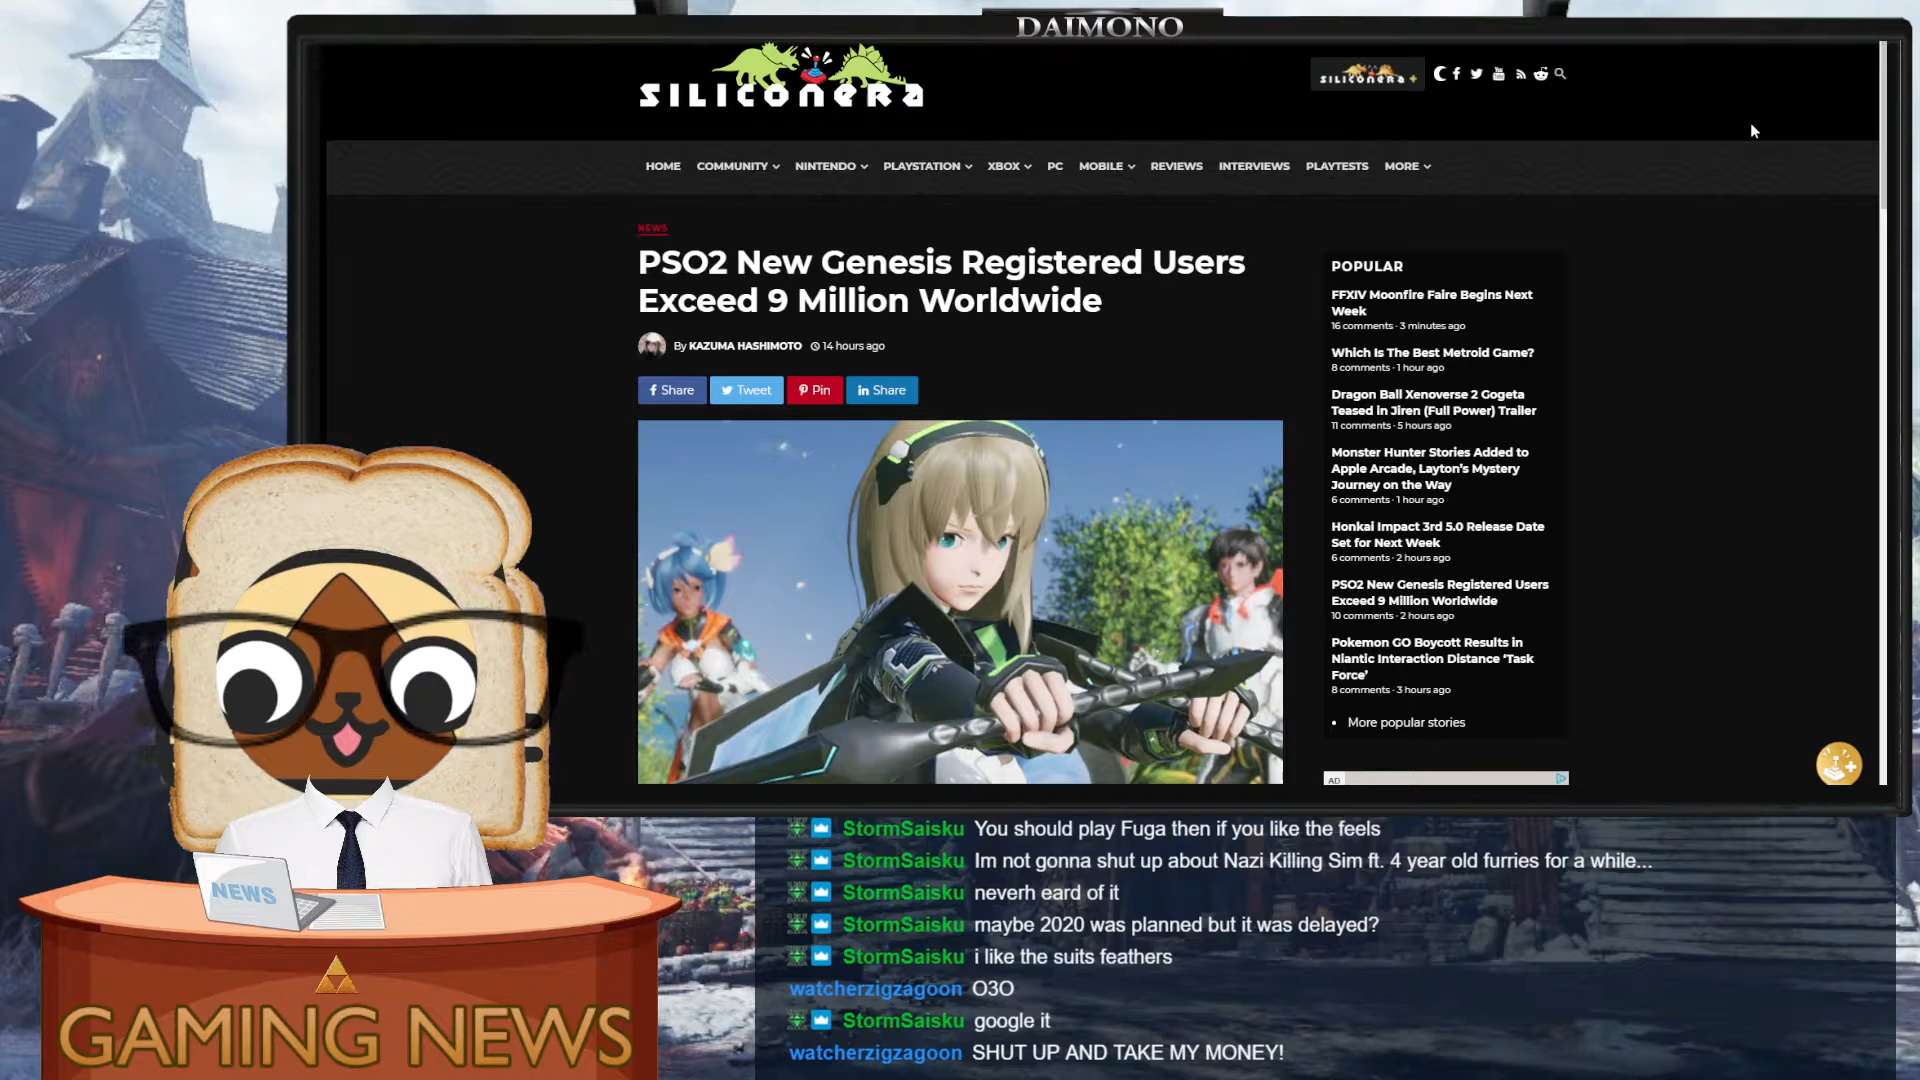 DAIMONO
SILICONERA
SILICONERA +
HOME COMMUNITY NINTENDO PLAYSTATION XBOX PC MOBILE REVIEWS INTERVIEWS PLAYTESTS MORE
NEWS
PSO2 New Genesis Registered Users
Exceed 9 Million Worldwide
By KAZUMA HASHIMOTO 14 hours ago
Share Tweet Pin Share
POPULAR
FFXIV Moonfire Faire Begins Next
Week
16 comments · 3 minutes ago
Which Is The Best Metroid Game?
8 comments · 1 hour ago
Dragon Ball Xenoverse 2 Gogeta
Teased in Jiren (Full Power) Trailer
11 comments · 5 hours ago
Monster Hunter Stories Added to
Apple Arcade, Layton's Mystery
Journey on the Way
6 comments · 1 hour ago
Honkai Impact 3rd 5.0 Release Date
Set for Next Week
6 comments · 2 hours ago
PSO2 New Genesis Registered Users
Exceed 9 Million Worldwide
10 comments · 2 hours ago
Pokemon GO Boycott Results in
Niantic Interaction Distance ‘Task
Force’
8 comments · 3 hours ago
• More popular stories
AD
StormSaisku You should play Fuga then if you like the feels
StormSaisku Im not gonna shut up about Nazi Killing Sim ft. 4 year old furries for a while...
StormSaisku neverh eard of it
StormSaisku maybe 2020 was planned but it was delayed?
StormSaisku i like the suits feathers
watcherzigzagoon O3O
StormSaisku google it
watcherzigzagoon SHUT UP AND TAKE MY MONEY!
NEWS
GAMING NEWS